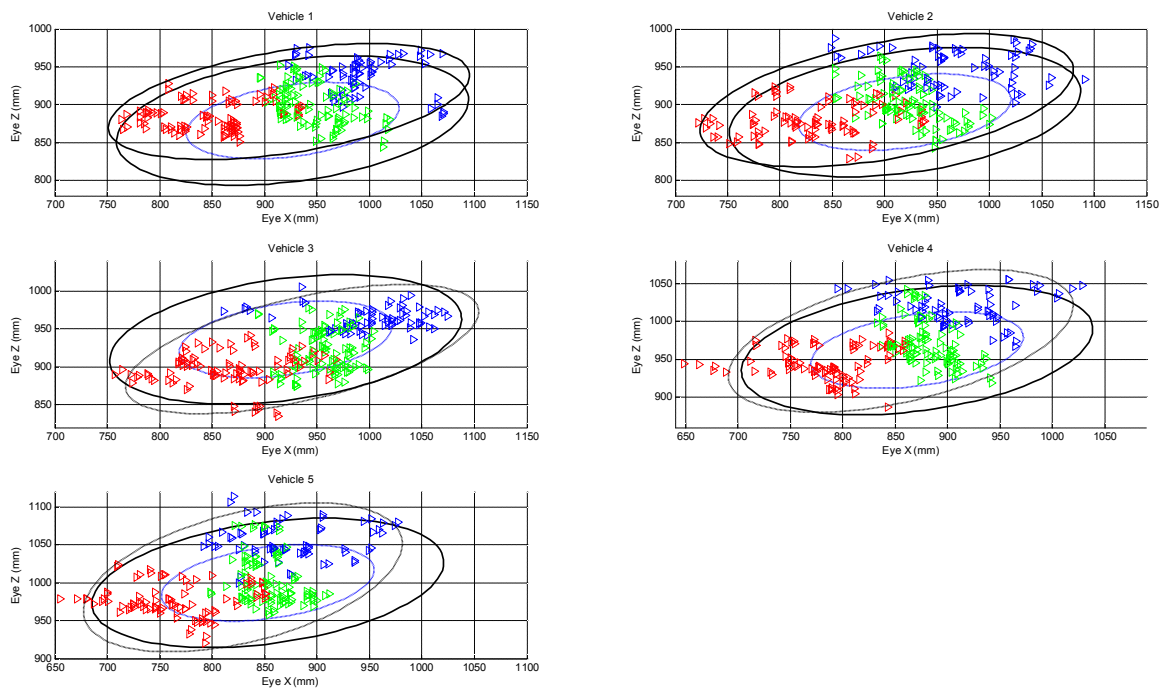 Vehicle 1
1000
950
900
850
800
Eye Z (mm)
700 750 800 850 900 950 1000 1050 1100 1150
Eye X (mm)
Vehicle 2
1000
950
900
850
800
Eye Z (mm)
700 750 800 850 900 950 1000 1050 1100 1150
Eye X (mm)
Vehicle 3
1000
950
900
850
Eye Z (mm)
700 750 800 850 900 950 1000 1050 1100 1150
Eye X (mm)
Vehicle 4
1050
1000
950
900
Eye Z (mm)
650 700 750 800 850 900 950 1000 1050
Eye X (mm)
Vehicle 5
1100
1050
1000
950
900
Eye Z (mm)
650 700 750 800 850 900 950 1000 1050 1100
Eye X (mm)